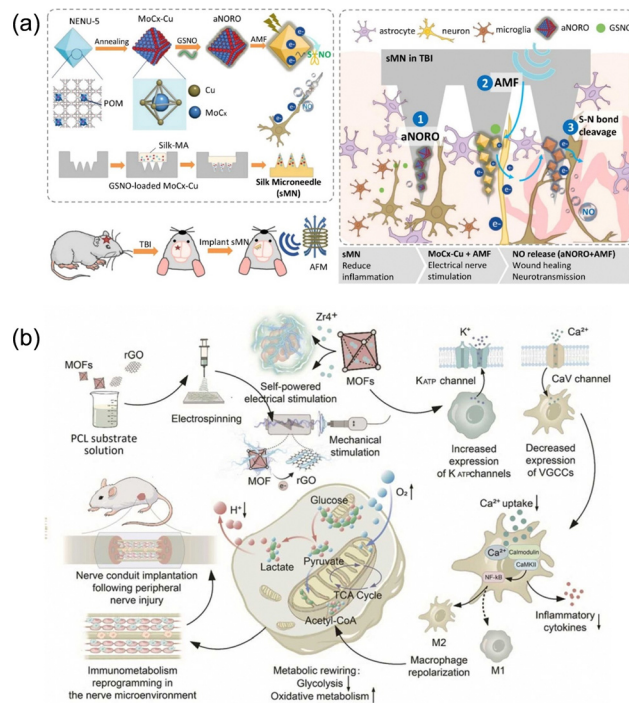 (a)
NENU-5
MoCx-Cu
aNORO
Annealing
GSNO
AMF
S-NO
e-
NO
POM
Cu
MoCx
Silk-MA
GSNO-loaded MoCx-Cu
Silk Microneedle
(sMN)
TBI
Implant sMN
AFM
astrocyte
neuron
microglia
aNORO
GSNO
sMN in TBI
2 AMF
1
aNORO
3
S-N bond
cleavage
NO
sMN
Reduce
inflammation
MoCx-Cu + AMF
Electrical nerve
stimulation
NO release (aNORO+AMF)
Wound healing
Neurotransmission
(b)
MOFs
rGO
PCL substrate
solution
Electrospinning
Zr4+
MOFs
Self-powered
electrical stimulation
Mechanical
stimulation
MOF
rGO
K+
KATP channel
Increased
expression
of K ATPchannels
Ca2+
CaV channel
Decreased
expression
of VGCCs
Ca2+ uptake
Ca2+
Calmodulin
CaMKII
NF-kB
Inflammatory
cytokines
M2
M1
Macrophage
repolarization
H+
O2
Glucose
Lactate
Pyruvate
TCA Cycle
Acetyl-CoA
Metabolic rewiring:
Glycolysis
Oxidative metabolism
Nerve conduit implantation
following peripheral
nerve injury
Immunometabolism
reprogramming in
the nerve microenvironment